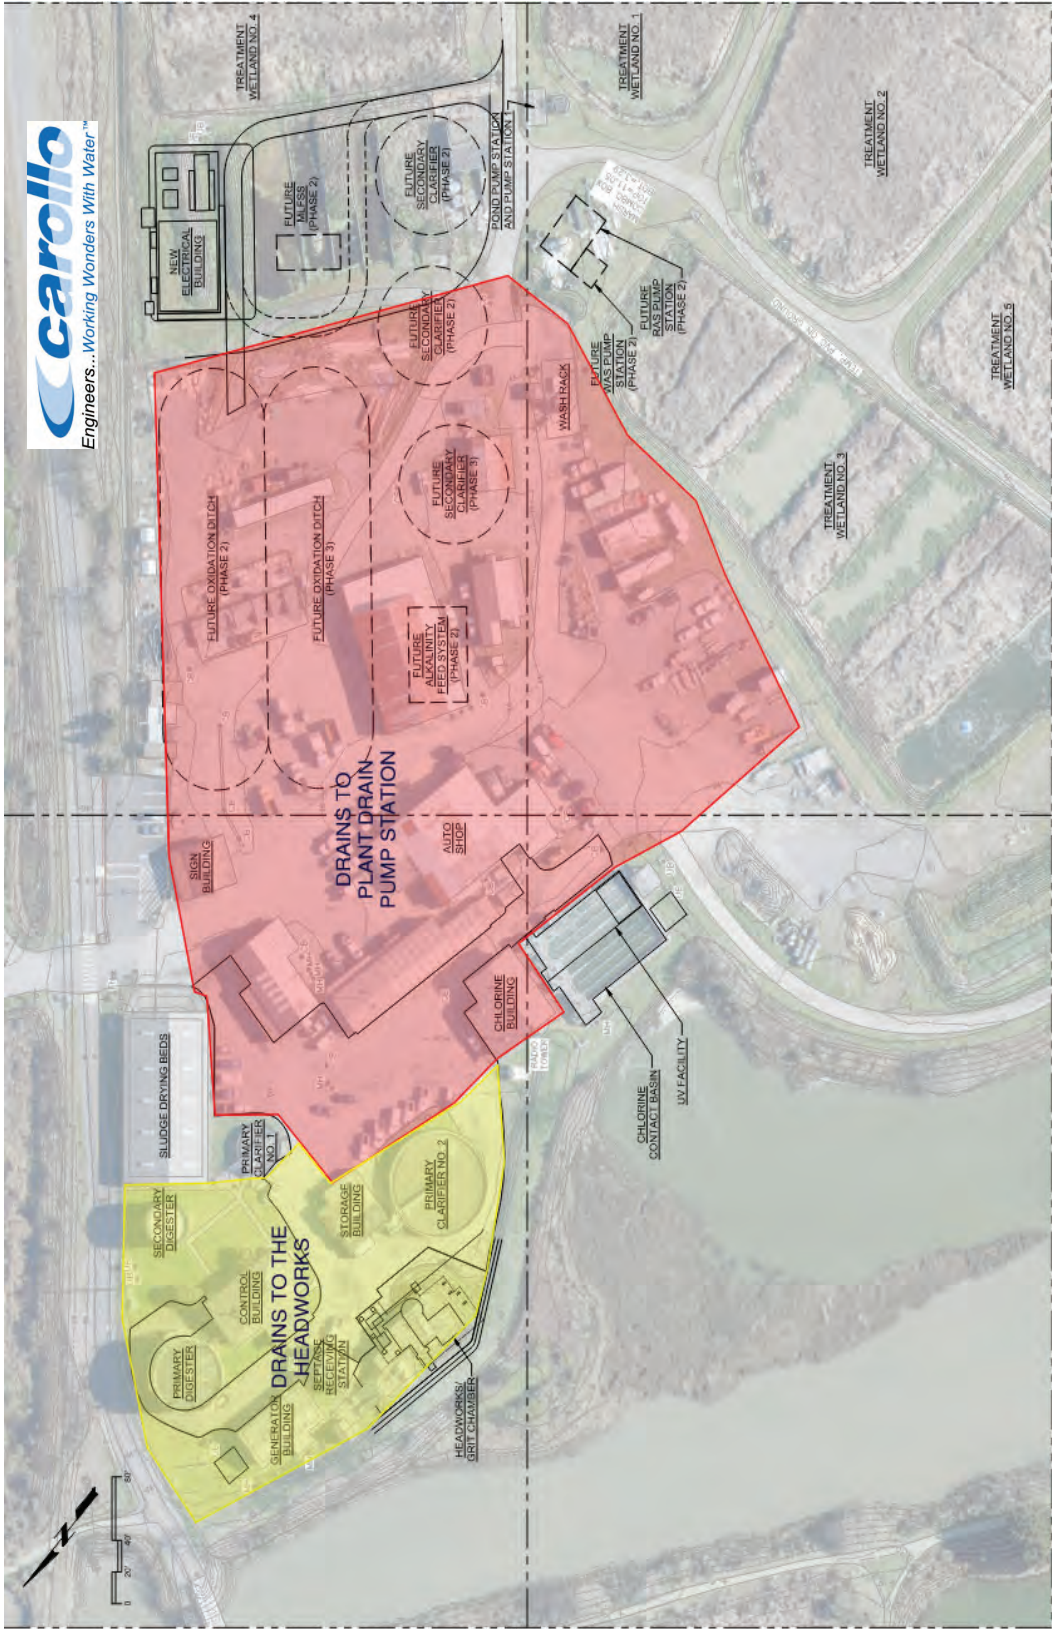 carollo
Engineers...Working Wonders With Water™
TREATMENT
WETLAND NO. 4
TREATMENT
WETLAND NO. 1
TREATMENT
WETLAND NO. 2
NEW
ELECTRICAL
BUILDING
FUTURE
MLFSS
(PHASE 2)
FUTURE
SECONDARY
CLARIFIER
(PHASE 2)
POND PUMP STATION
AND PUMP STATION 1
FUTURE
SECONDARY
CLARIFIER
(PHASE 2)
FUTURE
WAS PUMP
STATION
(PHASE 2)
FUTURE
RAS PUMP
STATION
(PHASE 2)
TREATMENT
WETLAND NO. 5
WASH RACK
FUTURE OXIDATION DITCH
(PHASE 2)
FUTURE OXIDATION DITCH
(PHASE 3)
FUTURE
SECONDARY
CLARIFIER
(PHASE 3)
TREATMENT
WETLAND NO. 3
FUTURE
ALKALINITY
FEED SYSTEM
(PHASE 2)
DRAINS TO
PLANT DRAIN
PUMP STATION
SIGN
BUILDING
AUTO
SHOP
CHLORINE
BUILDING
RADIO
TOWER
CHLORINE
CONTACT BASIN
UV FACILITY
SLUDGE DRYING BEDS
PRIMARY
CLARIFIER
NO. 1
SECONDARY
DIGESTER
STORAGE
BUILDING
PRIMARY
CLARIFIER NO. 2
CONTROL
BUILDING
DRAINS TO THE
HEADWORKS
PRIMARY
DIGESTER
SEPTAGE
RECEIVING
STATION
GENERATOR
BUILDING
HEADWORKS/
GRIT CHAMBER
0 20' 40' 80'